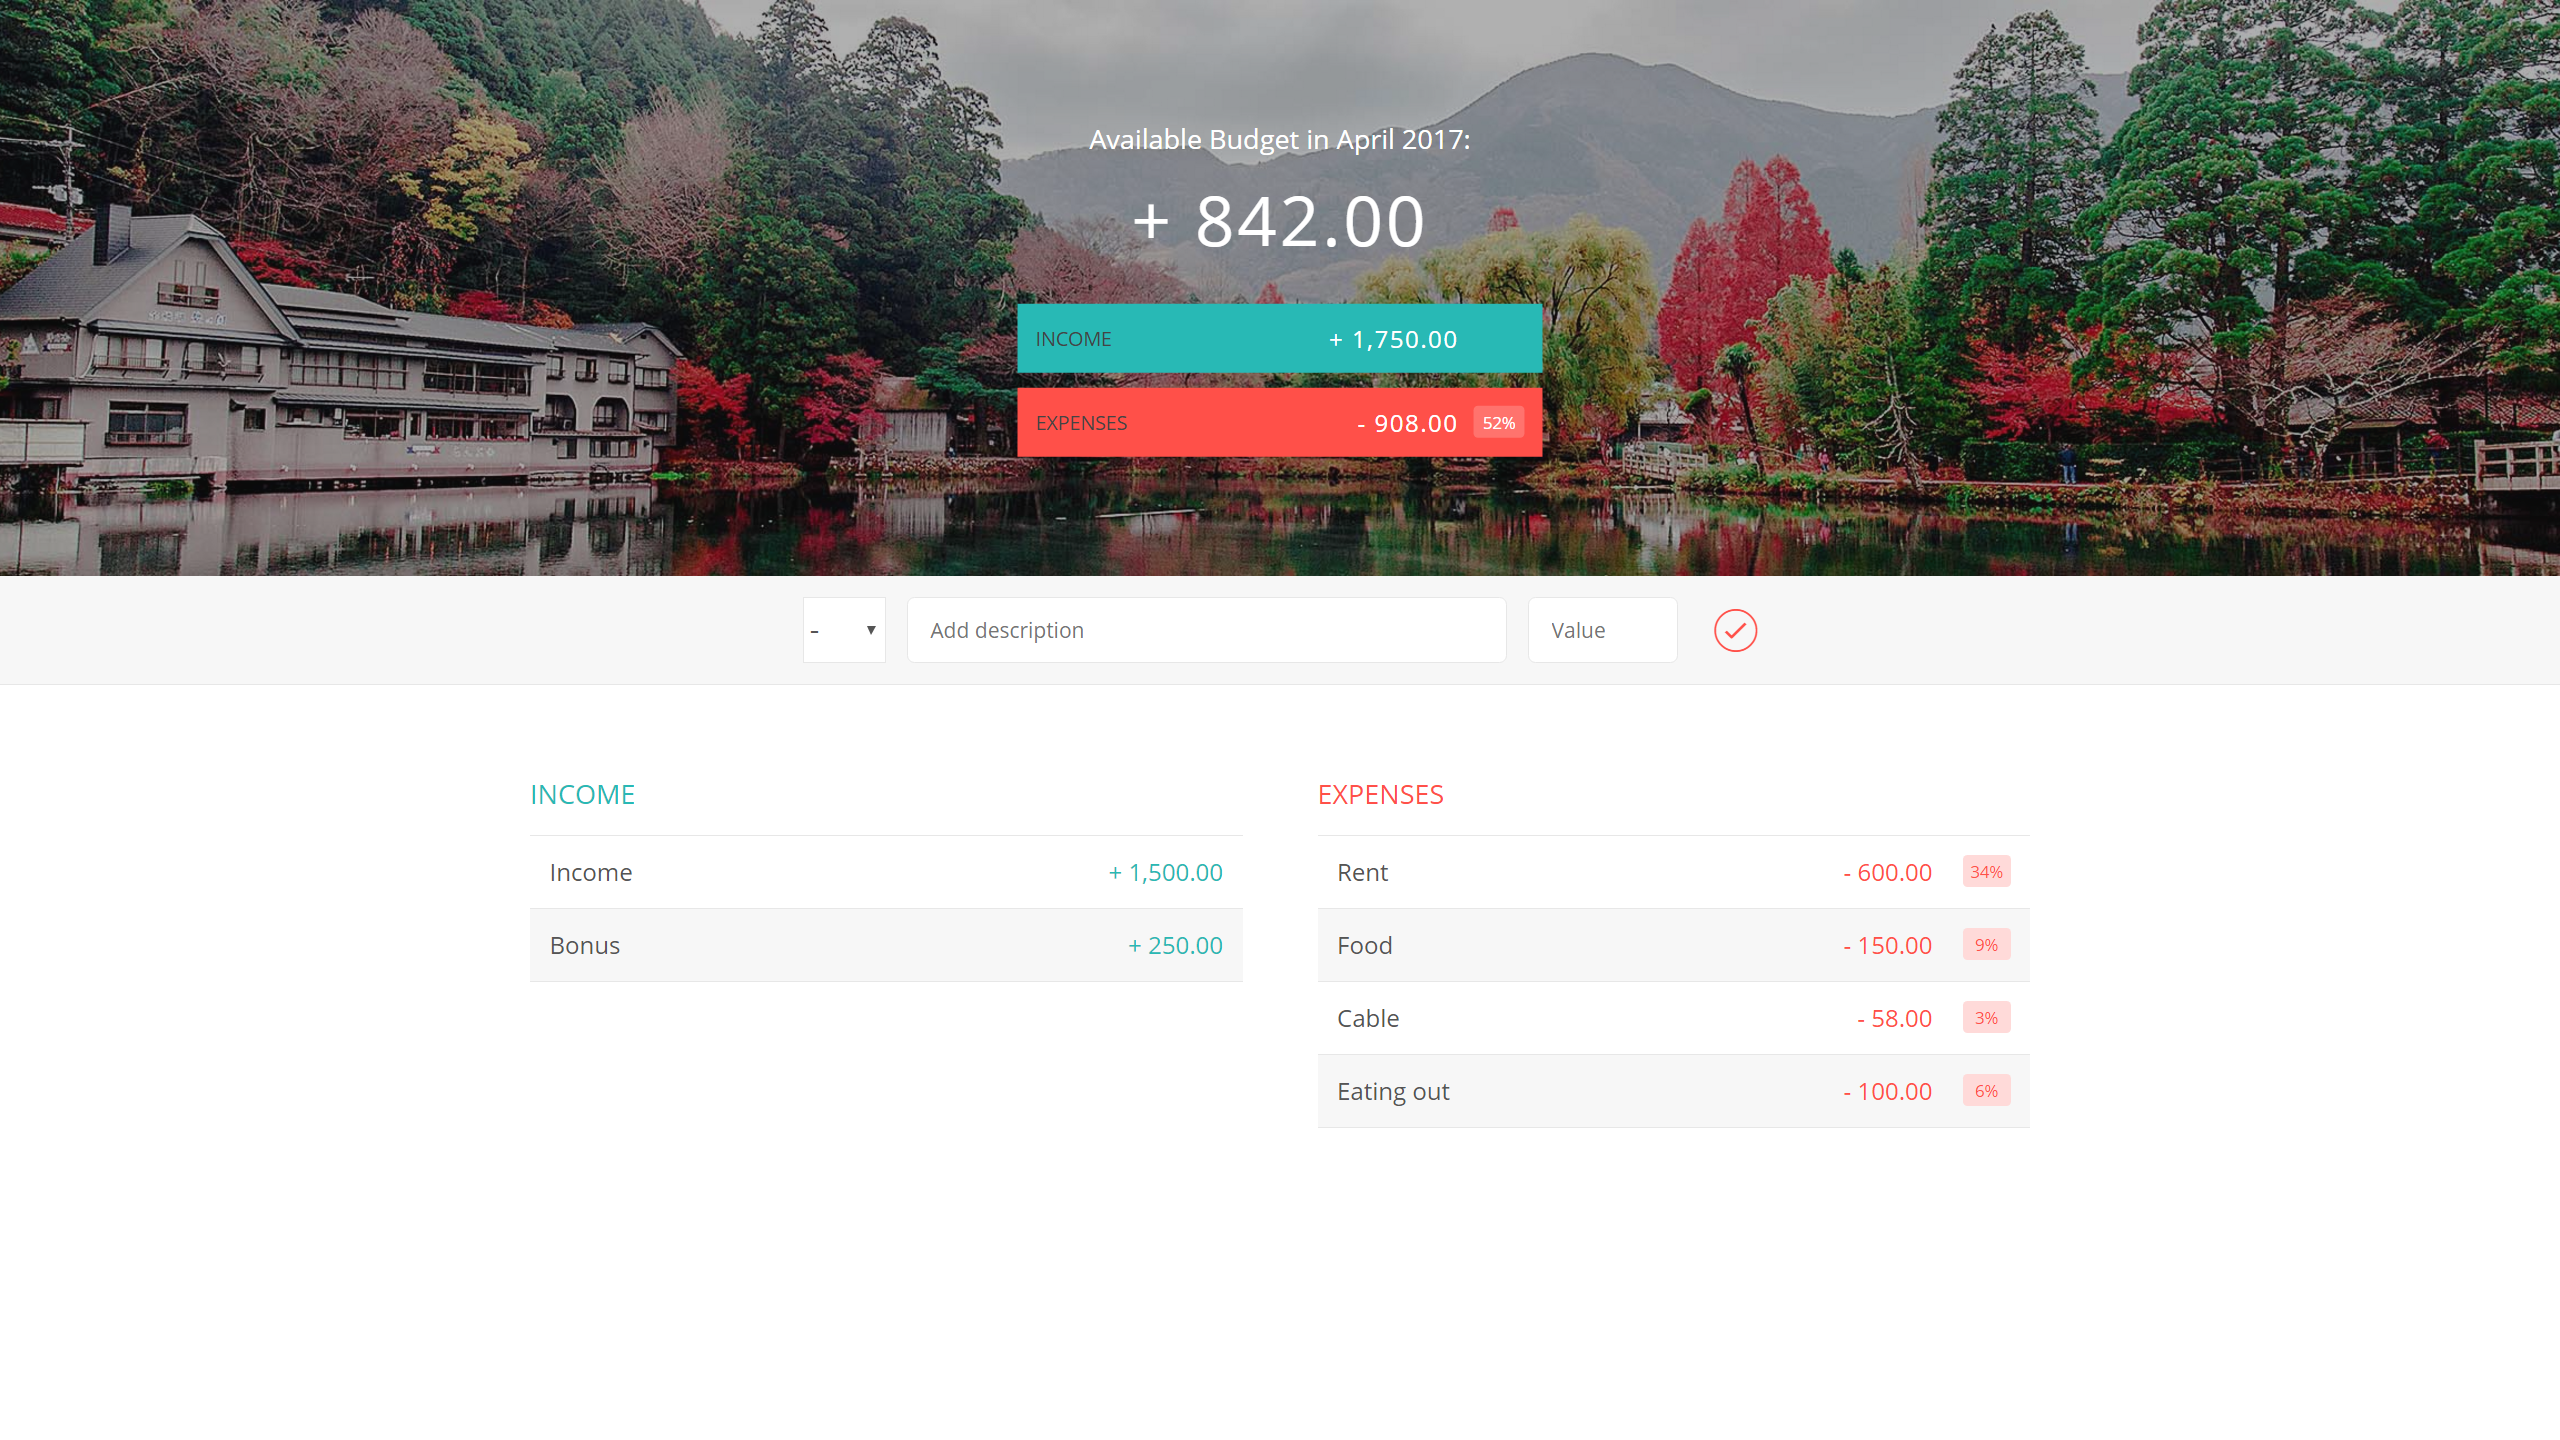 Available Budget in April 2017:
+ 842.00
INCOME + 1,750.00
EXPENSES - 908.00 52%
- ▼ Add description Value
INCOME
Income + 1,500.00
Bonus + 250.00
EXPENSES
Rent - 600.00 34%
Food - 150.00 9%
Cable - 58.00 3%
Eating out - 100.00 6%